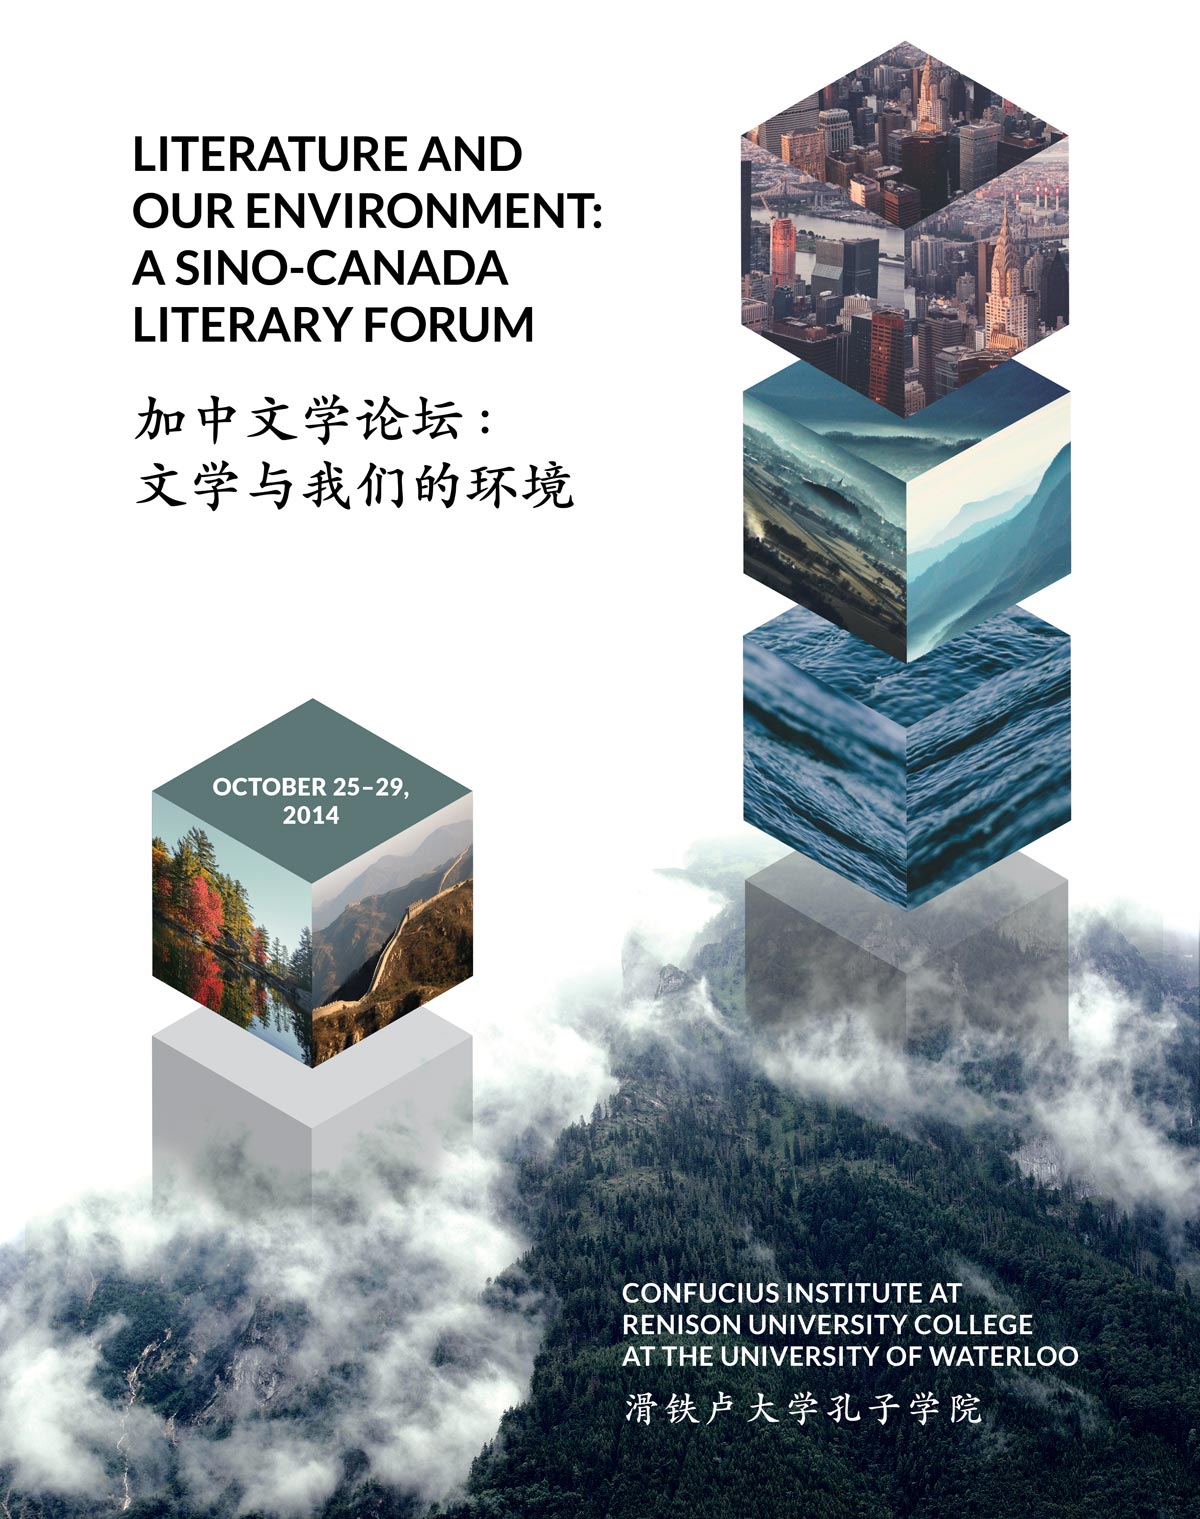 LITERATURE AND
OUR ENVIRONMENT:
A SINO-CANADA
LITERARY FORUM
加中文学论坛：
文学与我们的环境
OCTOBER 25–29,
2014
CONFUCIUS INSTITUTE AT
RENISON UNIVERSITY COLLEGE
AT THE UNIVERSITY OF WATERLOO
滑铁卢大学孔子学院